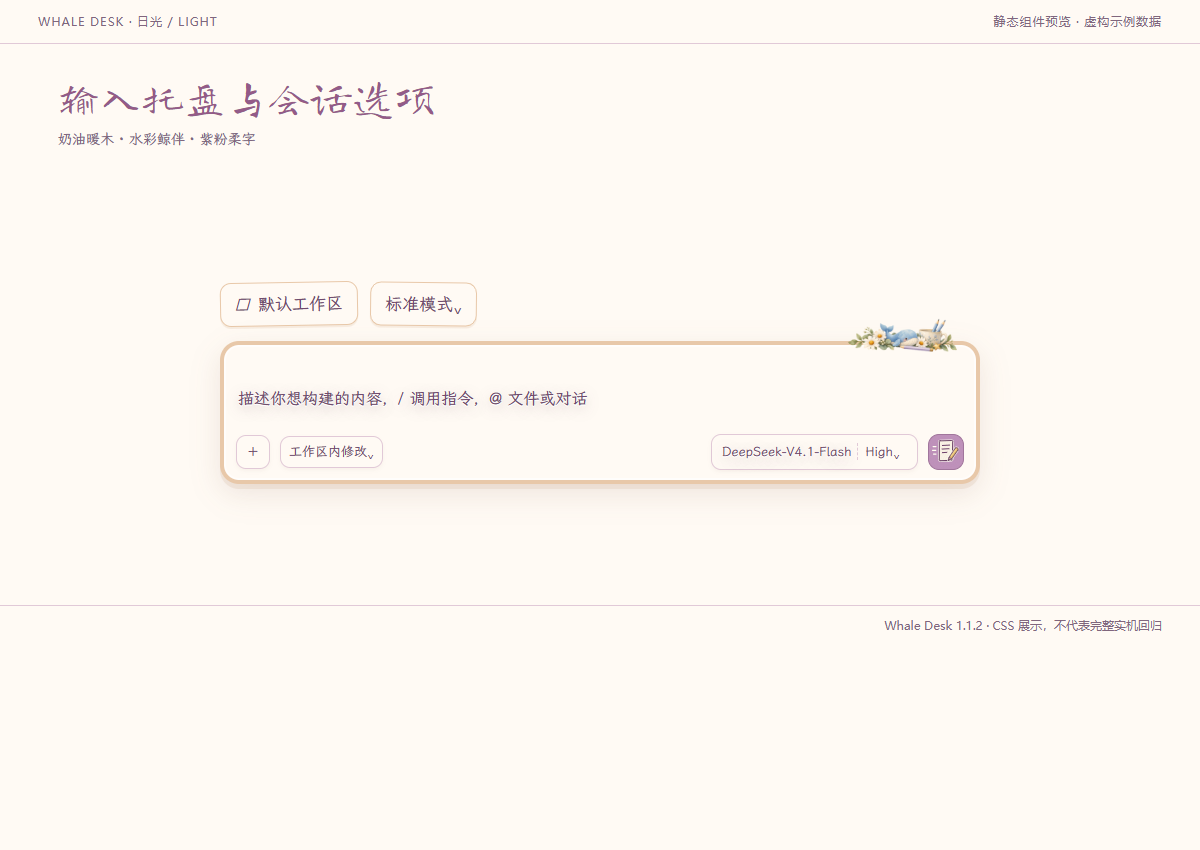 WHALE DESK · 日光 / LIGHT
静态组件预览 · 虚构示例数据
输入托盘与会话选项
奶油暖木 · 水彩鲸伴 · 紫粉柔字
默认工作区
标准模式
描述你想构建的内容, / 调用指令, @ 文件或对话
+
工作区内修改
DeepSeek-V4.1-Flash
High
Whale Desk 1.1.2 · CSS 展示，不代表完整实机回归